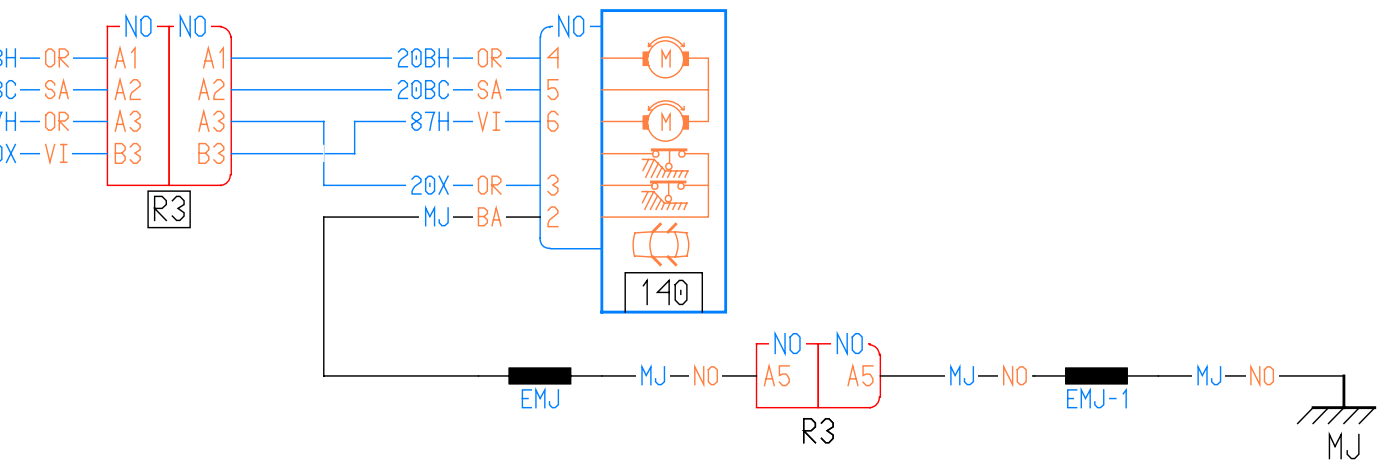 NO NO NO
8H OR A1 A1 20BH OR 4 M
8C SA A2 A2 20BC SA 5
7H OR A3 A3 87H VI 6 M
0X VI B3 B3
20X OR 3
R3
MJ BA 2
140
NO NO
MJ NO A5 A5 MJ NO MJ NO
EMJ EMJ-1
R3 MJ